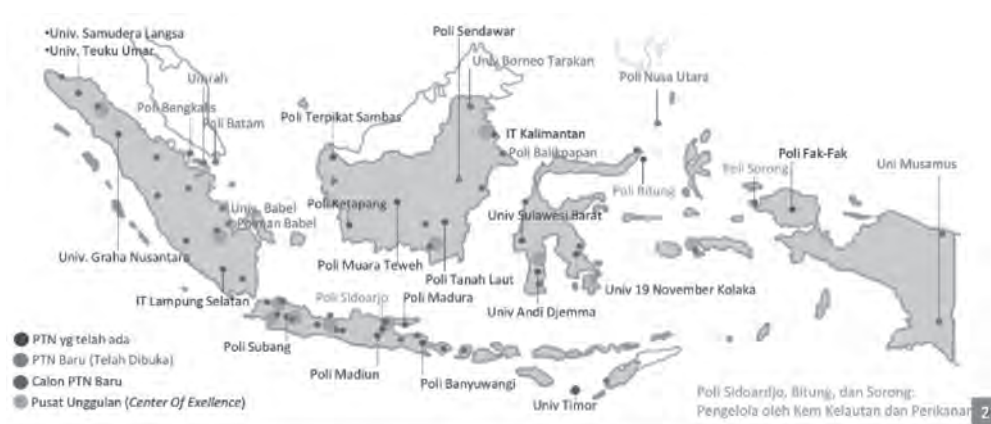 •Univ. Samudera Langsa
•Univ. Teuku Umar
Umrah
Poli Bengkalis
Poli Batam
Poli Sendawar
Univ Borneo Tarakan
Poli Nusa Utara
Poli Terpikat Sambas
IT Kalimantan
Poli Balikpapan
Poli Bitung
Poli Sorong
Poli Fak-Fak
Uni Musamus
Univ. Babel
Polman Babel
Poli Ketapang
Univ Sulawesi Barat
Univ. Graha Nusantara
Poli Muara Teweh
Poli Tanah Laut
Univ 19 November Kolaka
IT Lampung Selatan
Poli Sidoarjo
Poli Madura
Univ Andi Djemma
Poli Subang
Poli Madiun
Poli Banyuwangi
Univ Timor
PTN yg telah ada
PTN Baru (Telah Dibuka)
Calon PTN Baru
Pusat Unggulan (Center Of Exellence)
Poli Sidoardjo, Bitung, dan Sorong:
Pengelola oleh Kem Kelautan dan Perikanan
2